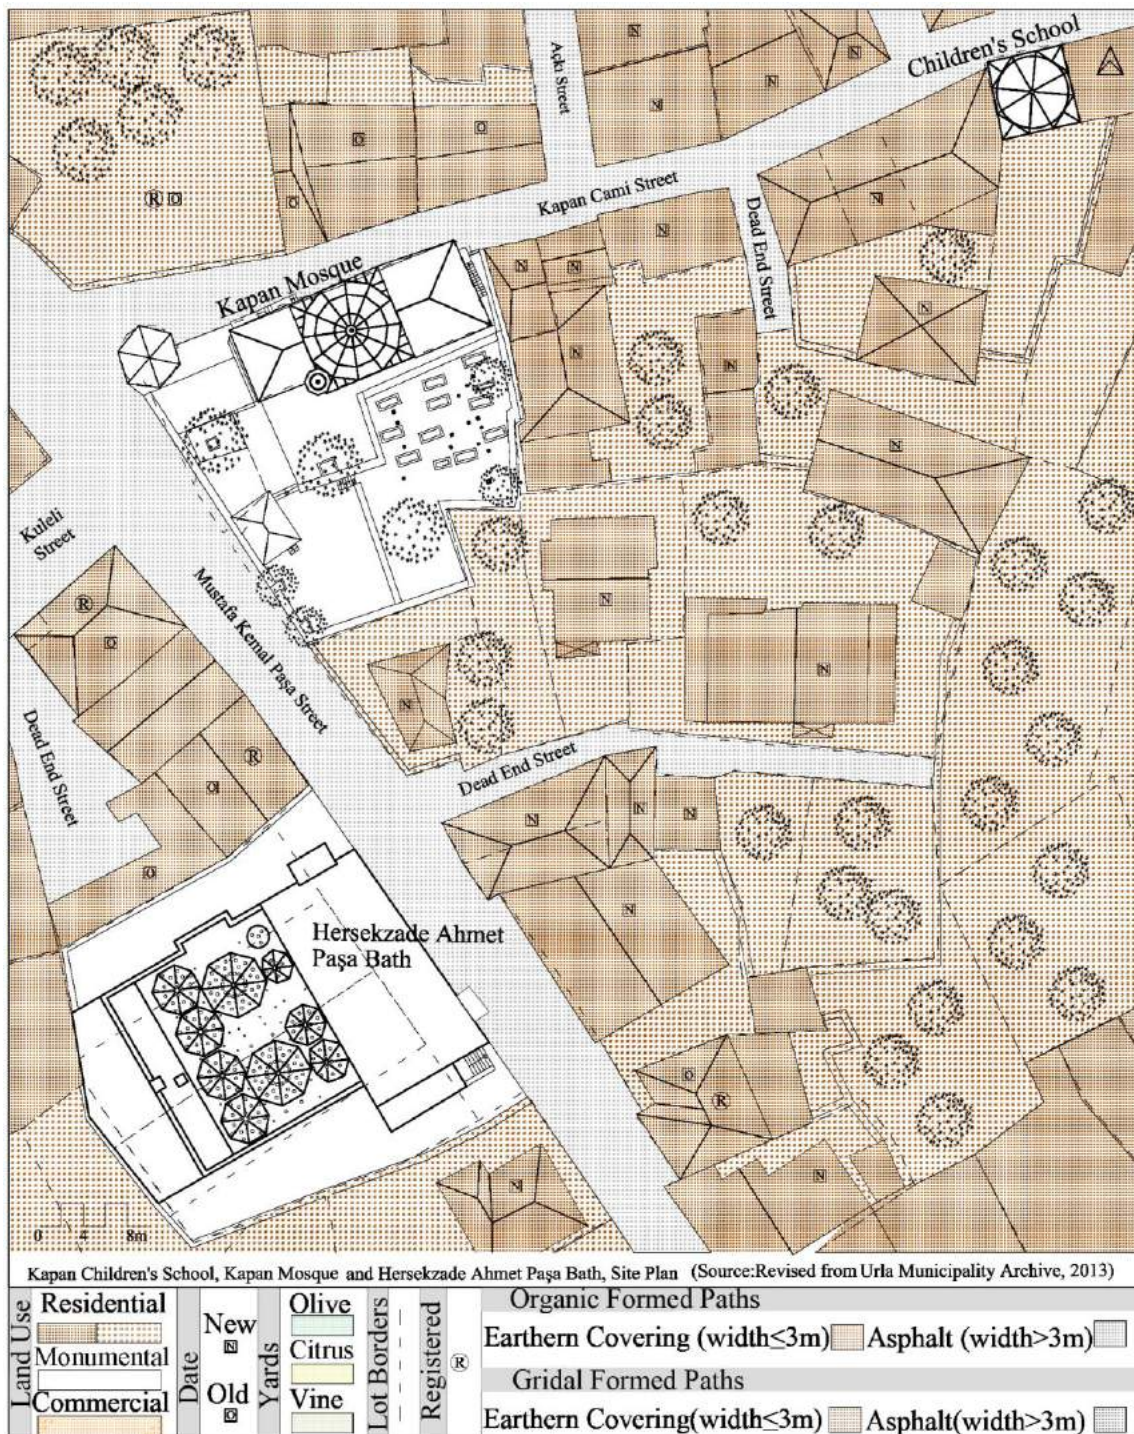 Children's School
Açkı Street
Kapan Cami Street
Dead End Street
Kapan Mosque
Kuleli
Street
Mustafa Kemal Paşa Street
Dead End Street
Dead End Street
Hersekzade Ahmet
Paşa Bath
N
N
N
N
O
O
R O
O
N
N
N
N
N
N
N
N
N
N
N
N
R
O
R
O
O
N
N
N
N
O
R
N
N
0 4 8m
Kapan Children's School, Kapan Mosque and Hersekzade Ahmet Paşa Bath, Site Plan (Source:Revised from Urla Municipality Archive, 2013)
Land Use
Residential
Monumental
Commercial
Date
New
N
Old
O
Yards
Olive
Citrus
Vine
Lot Borders
Registered
R
Organic Formed Paths
Earthern Covering (width≤3m) Asphalt (width>3m)
Gridal Formed Paths
Earthern Covering(width≤3m) Asphalt(width>3m)